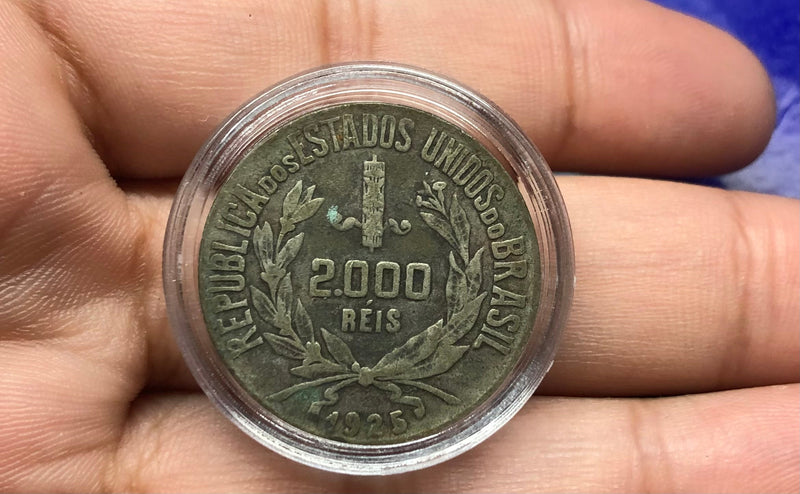 REPUBLICA DOS ESTADOS UNIDOS DO BRASIL
2.000
RÉIS
1925